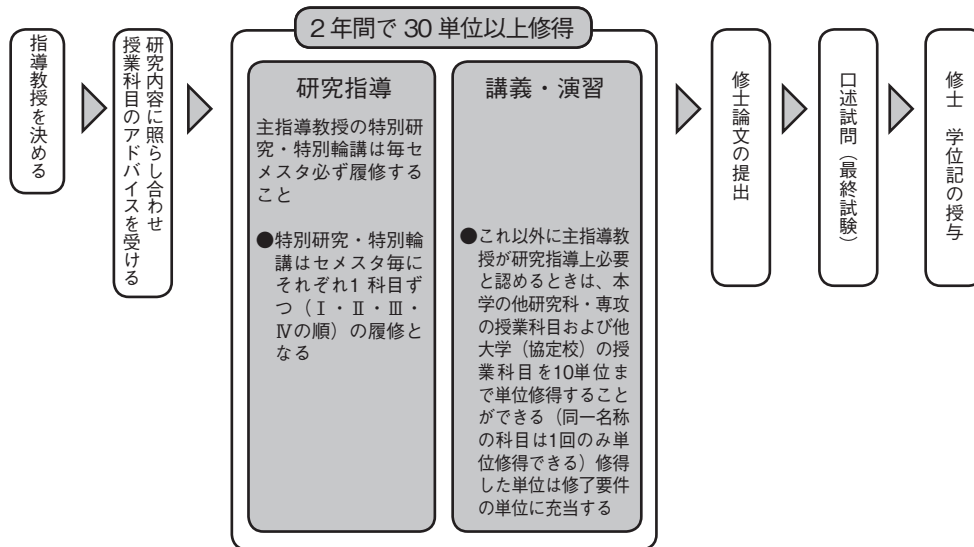 指導教授を決める
研究内容に照らし合わせ
授業科目のアドバイスを受ける
２年間で 30 単位以上修得
研究指導
主指導教授の特別研
究・特別輪講は毎セ
メスタ必ず履修する
こと
●特別研究・特別輪
講はセメスタ毎に
それぞれ1 科目ず
つ（Ⅰ・Ⅱ・Ⅲ・
Ⅳの順）の履修と
なる
講義・演習
●これ以外に主指導教
授が研究指導上必要
と認めるときは、本
学の他研究科・専攻
の授業科目および他
大学（協定校）の授
業科目を10単位ま
で単位修得すること
ができる（同一名称
の科目は1回のみ単
位修得できる）修得
した単位は修了要件
の単位に充当する
修士論文の提出
口述試問（最終試験）
修士　学位記の授与